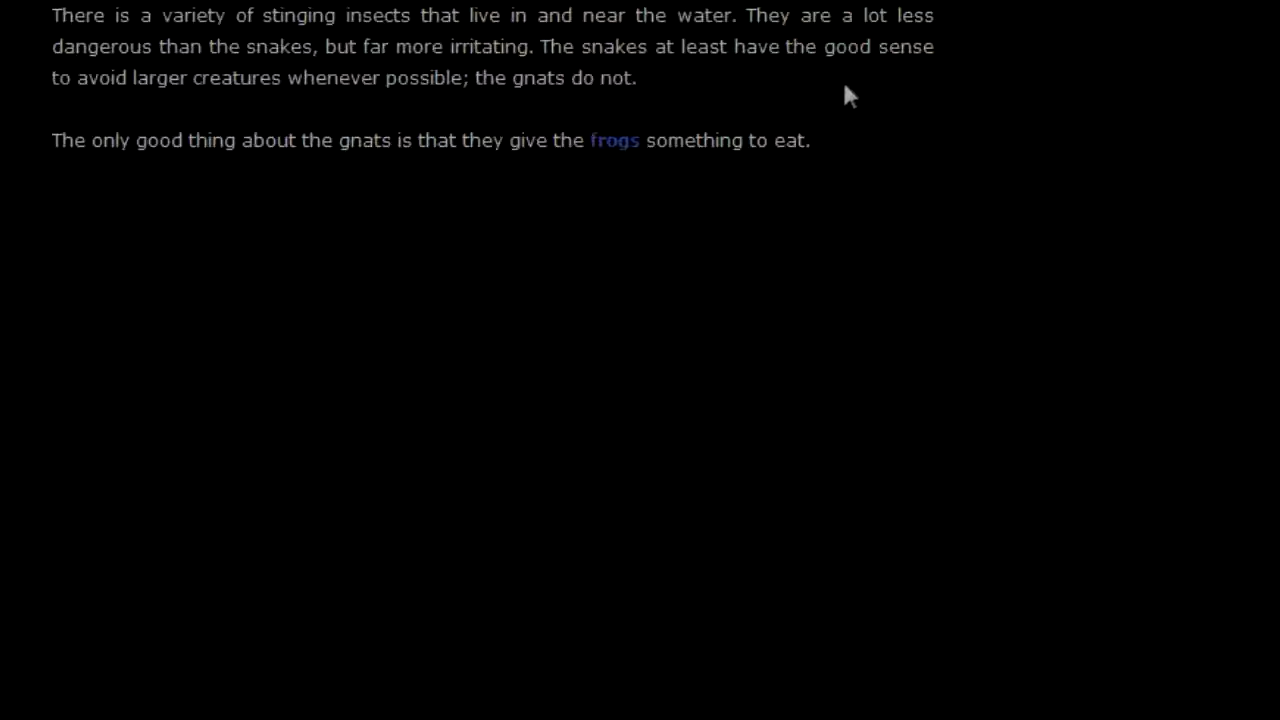 There is a variety of stinging insects that live in and near the water. They are a lot less
dangerous than the snakes, but far more irritating. The snakes at least have the good sense
to avoid larger creatures whenever possible; the gnats do not.
The only good thing about the gnats is that they give the frogs something to eat.